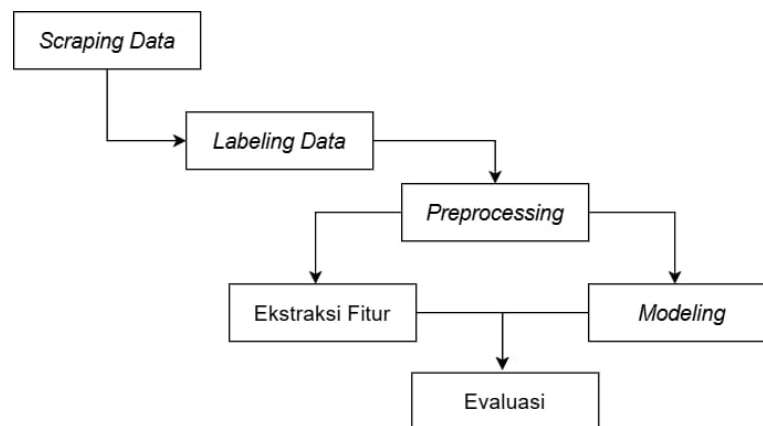 Scraping Data
Labeling Data
Preprocessing
Ekstraksi Fitur
Modeling
Evaluasi